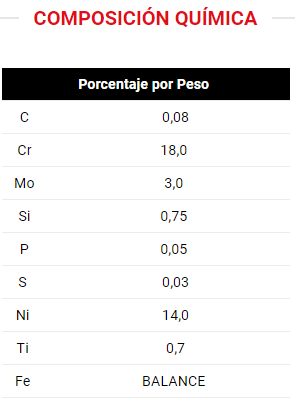 COMPOSICIÓN QUÍMICA
Porcentaje por Peso
C 0,08
Cr 18,0
Mo 3,0
Si 0,75
P 0,05
S 0,03
Ni 14,0
Ti 0,7
Fe BALANCE